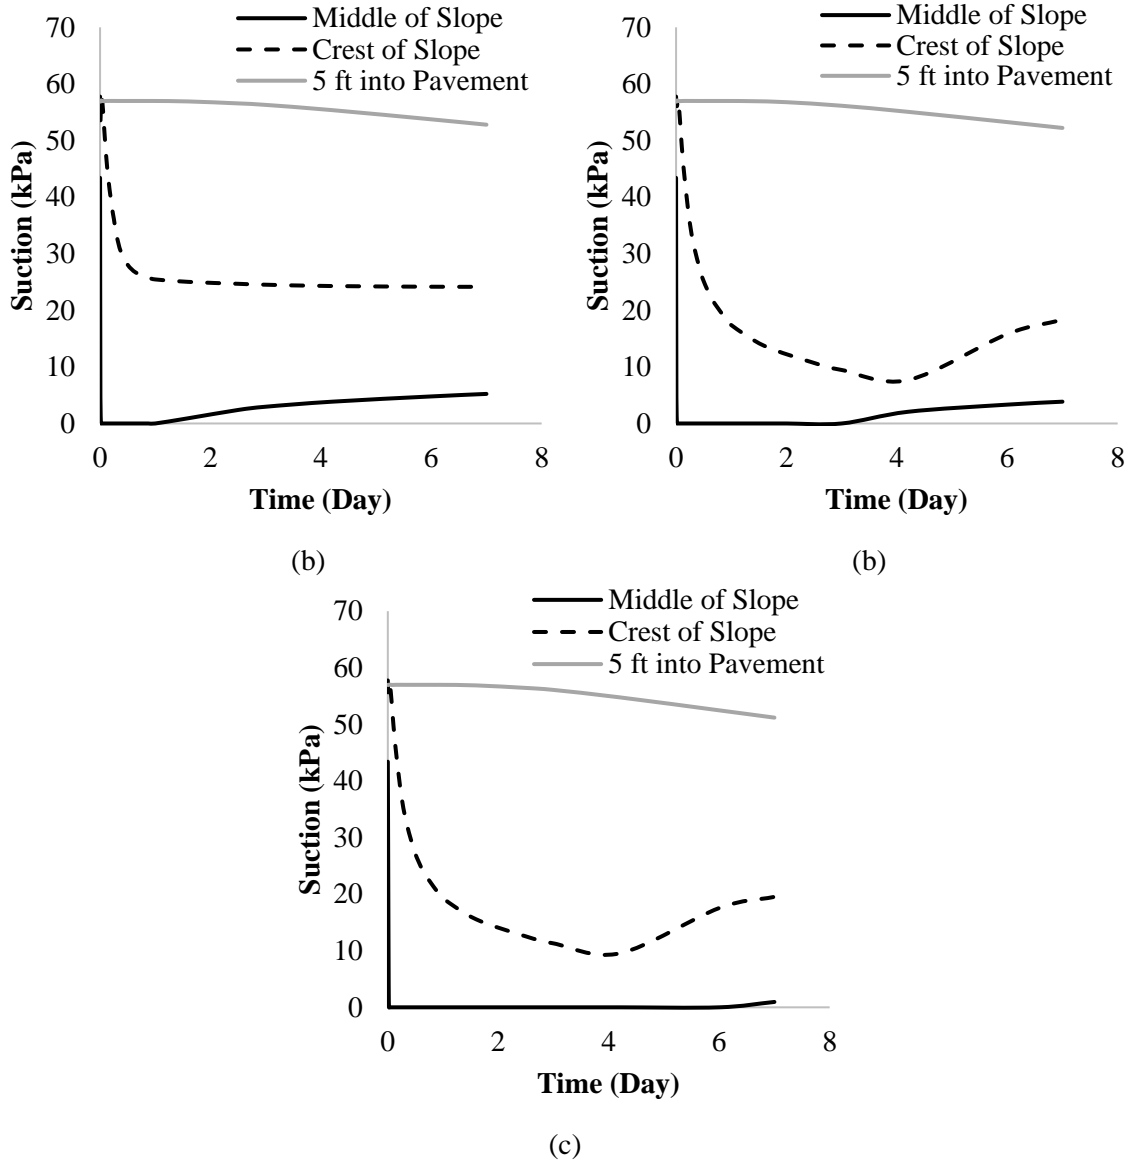 Middle of Slope
Crest of Slope
5 ft into Pavement
70
60
50
40
30
20
10
0
Suction (kPa)
0 2 4 6 8
Time (Day)
(b)
Middle of Slope
Crest of Slope
5 ft into Pavement
70
60
50
40
30
20
10
0
Suction (kPa)
0 2 4 6 8
Time (Day)
(b)
Middle of Slope
Crest of Slope
5 ft into Pavement
70
60
50
40
30
20
10
0
Suction (kPa)
0 2 4 6 8
Time (Day)
(c)